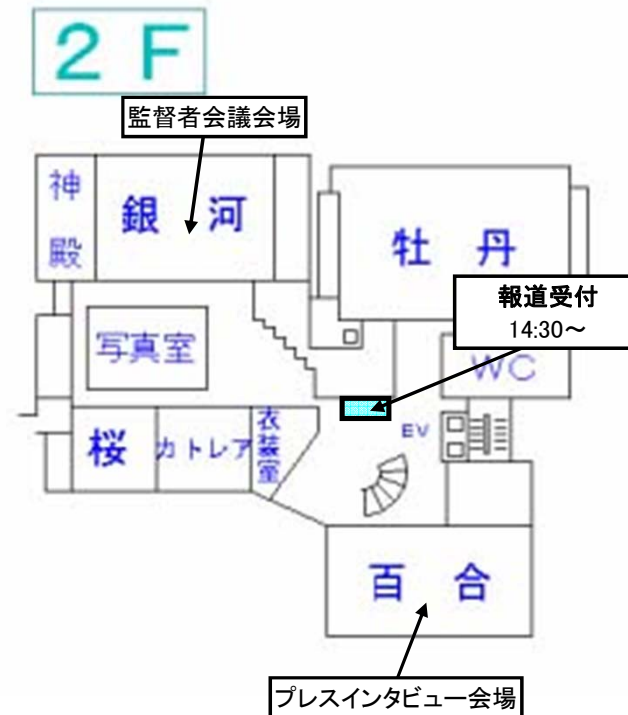 2F
監督者会議会場
神殿
銀河
牡丹
報道受付
14:30～
写真室
WC
桜
カトレア
衣装室
EV
百合
プレスインタビュー会場